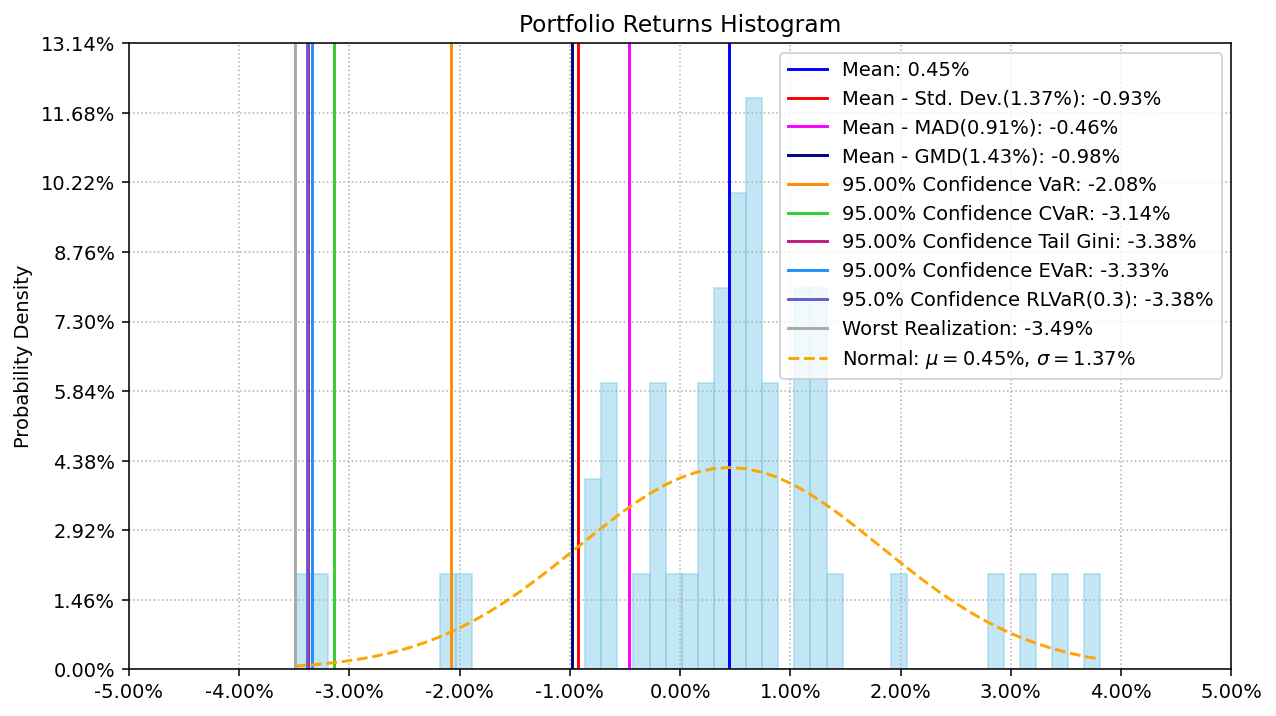 Portfolio Returns Histogram
13.14%
11.68%
10.22%
8.76%
7.30%
5.84%
4.38%
2.92%
1.46%
0.00%
Probability Density
Mean: 0.45%
Mean - Std. Dev.(1.37%): -0.93%
Mean - MAD(0.91%): -0.46%
Mean - GMD(1.43%): -0.98%
95.00% Confidence VaR: -2.08%
95.00% Confidence CVaR: -3.14%
95.00% Confidence Tail Gini: -3.38%
95.00% Confidence EVaR: -3.33%
95.0% Confidence RLVaR(0.3): -3.38%
Worst Realization: -3.49%
Normal: μ = 0.45%, σ = 1.37%
-5.00% -4.00% -3.00% -2.00% -1.00% 0.00% 1.00% 2.00% 3.00% 4.00% 5.00%